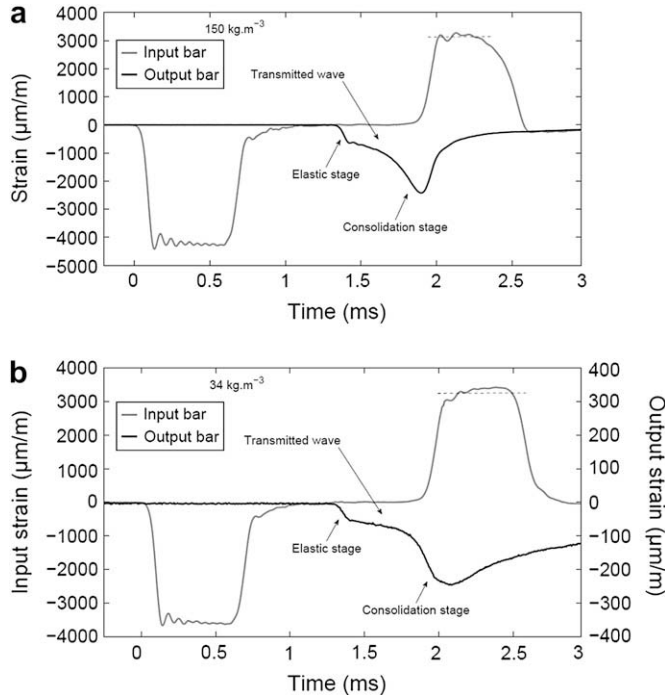 a
150 kg.m⁻³
Input bar
Output bar
Transmitted wave
Elastic stage
Consolidation stage
Strain (µm/m)
4000
3000
2000
1000
0
−1000
−2000
−3000
−4000
−5000
0
0.5
1
1.5
2
2.5
3
Time (ms)
b
34 kg.m⁻³
Input bar
Output bar
Transmitted wave
Elastic stage
Consolidation stage
Input strain (µm/m)
4000
3000
2000
1000
0
−1000
−2000
−3000
−4000
400
300
200
100
0
−100
−200
−300
−400
Output strain
(µm/m)
0
0.5
1
1.5
2
2.5
3
Time (ms)